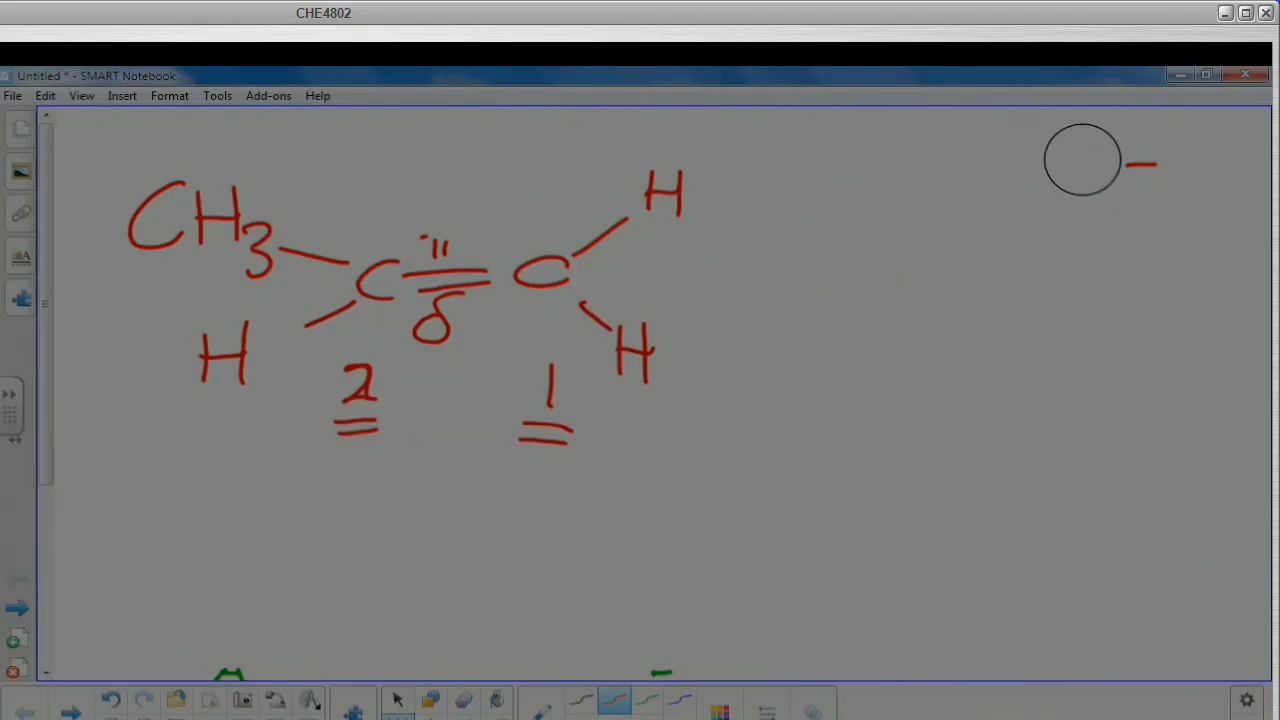 CHE4802
Untitled * - SMART Notebook
File Edit View Insert Format Tools Add-ons Help
CH3 C π C H
δ
H H
2 1